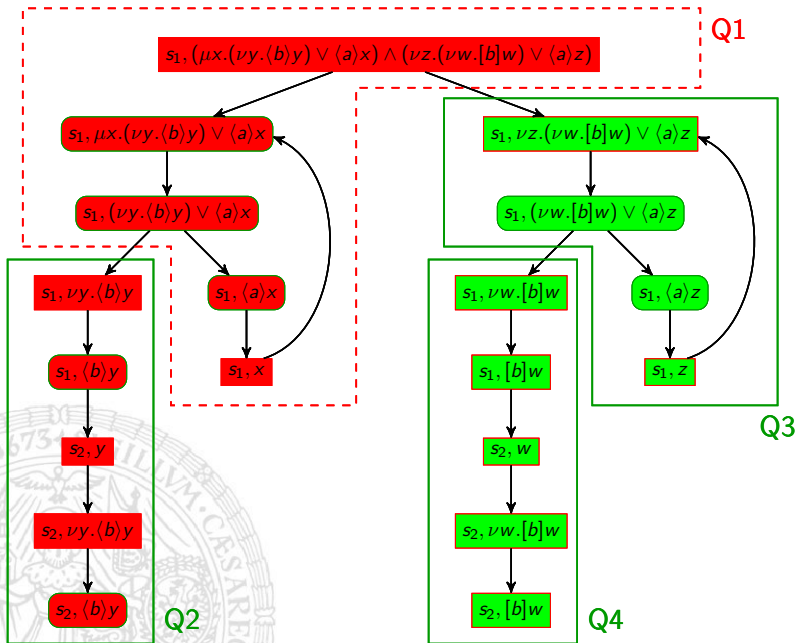 Q1
s₁, (μx.(νy.⟨b⟩y) ∨ ⟨a⟩x) ∧ (νz.(νw.[b]w) ∨ ⟨a⟩z)
s₁, μx.(νy.⟨b⟩y) ∨ ⟨a⟩x
s₁, νz.(νw.[b]w) ∨ ⟨a⟩z
s₁, (νy.⟨b⟩y) ∨ ⟨a⟩x
s₁, (νw.[b]w) ∨ ⟨a⟩z
s₁, νy.⟨b⟩y
s₁, ⟨a⟩x
s₁, νw.[b]w
s₁, ⟨a⟩z
s₁, ⟨b⟩y
s₁, x
s₁, [b]w
s₁, z
Q3
s₂, y
s₂, w
s₂, νy.⟨b⟩y
s₂, νw.[b]w
s₂, ⟨b⟩y
Q2
s₂, [b]w
Q4